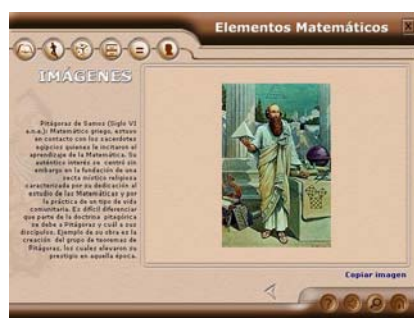 Elementos Matemáticos
IMÁGENES
Pitágoras de Samos (Siglo VI
a.n.e.): Matemático griego, estuvo
en contacto con los sacerdotes
egipcios quienes le incitaron el
aprendizaje de la Matemática. Su
auténtico interés se centró sin
embargo en la fundación de una
secta místico religiosa
caracterizada por su dedicación al
estudio de las Matemáticas y por
la práctica de un tipo de vida
comunitaria. Es difícil diferenciar
que parte de la doctrina pitagórica
se debe a Pitágoras y cuál a sus
discípulos. Ejemplo de su obra es la
creación del grupo de teoremas de
Pitágoras, los cuales elevaron su
prestigio en aquella época.
Copiar imagen